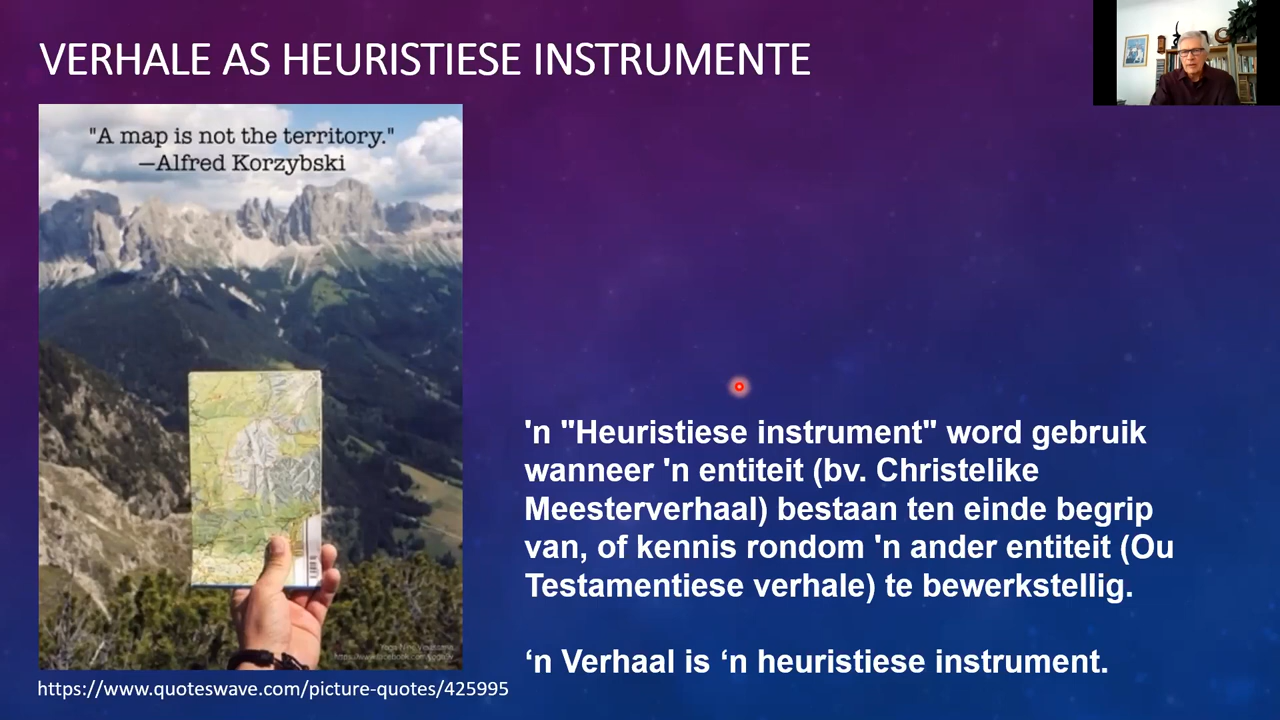 VERHALE AS HEURISTIESE INSTRUMENTE
"A map is not the territory."
—Alfred Korzybski
'n "Heuristiese instrument" word gebruik
wanneer 'n entiteit (bv. Christelike
Meesterverhaal) bestaan ten einde begrip
van, of kennis rondom 'n ander entiteit (Ou
Testamentiese verhale) te bewerkstellig.
‘n Verhaal is ‘n heuristiese instrument.
https://www.quoteswave.com/picture-quotes/425995